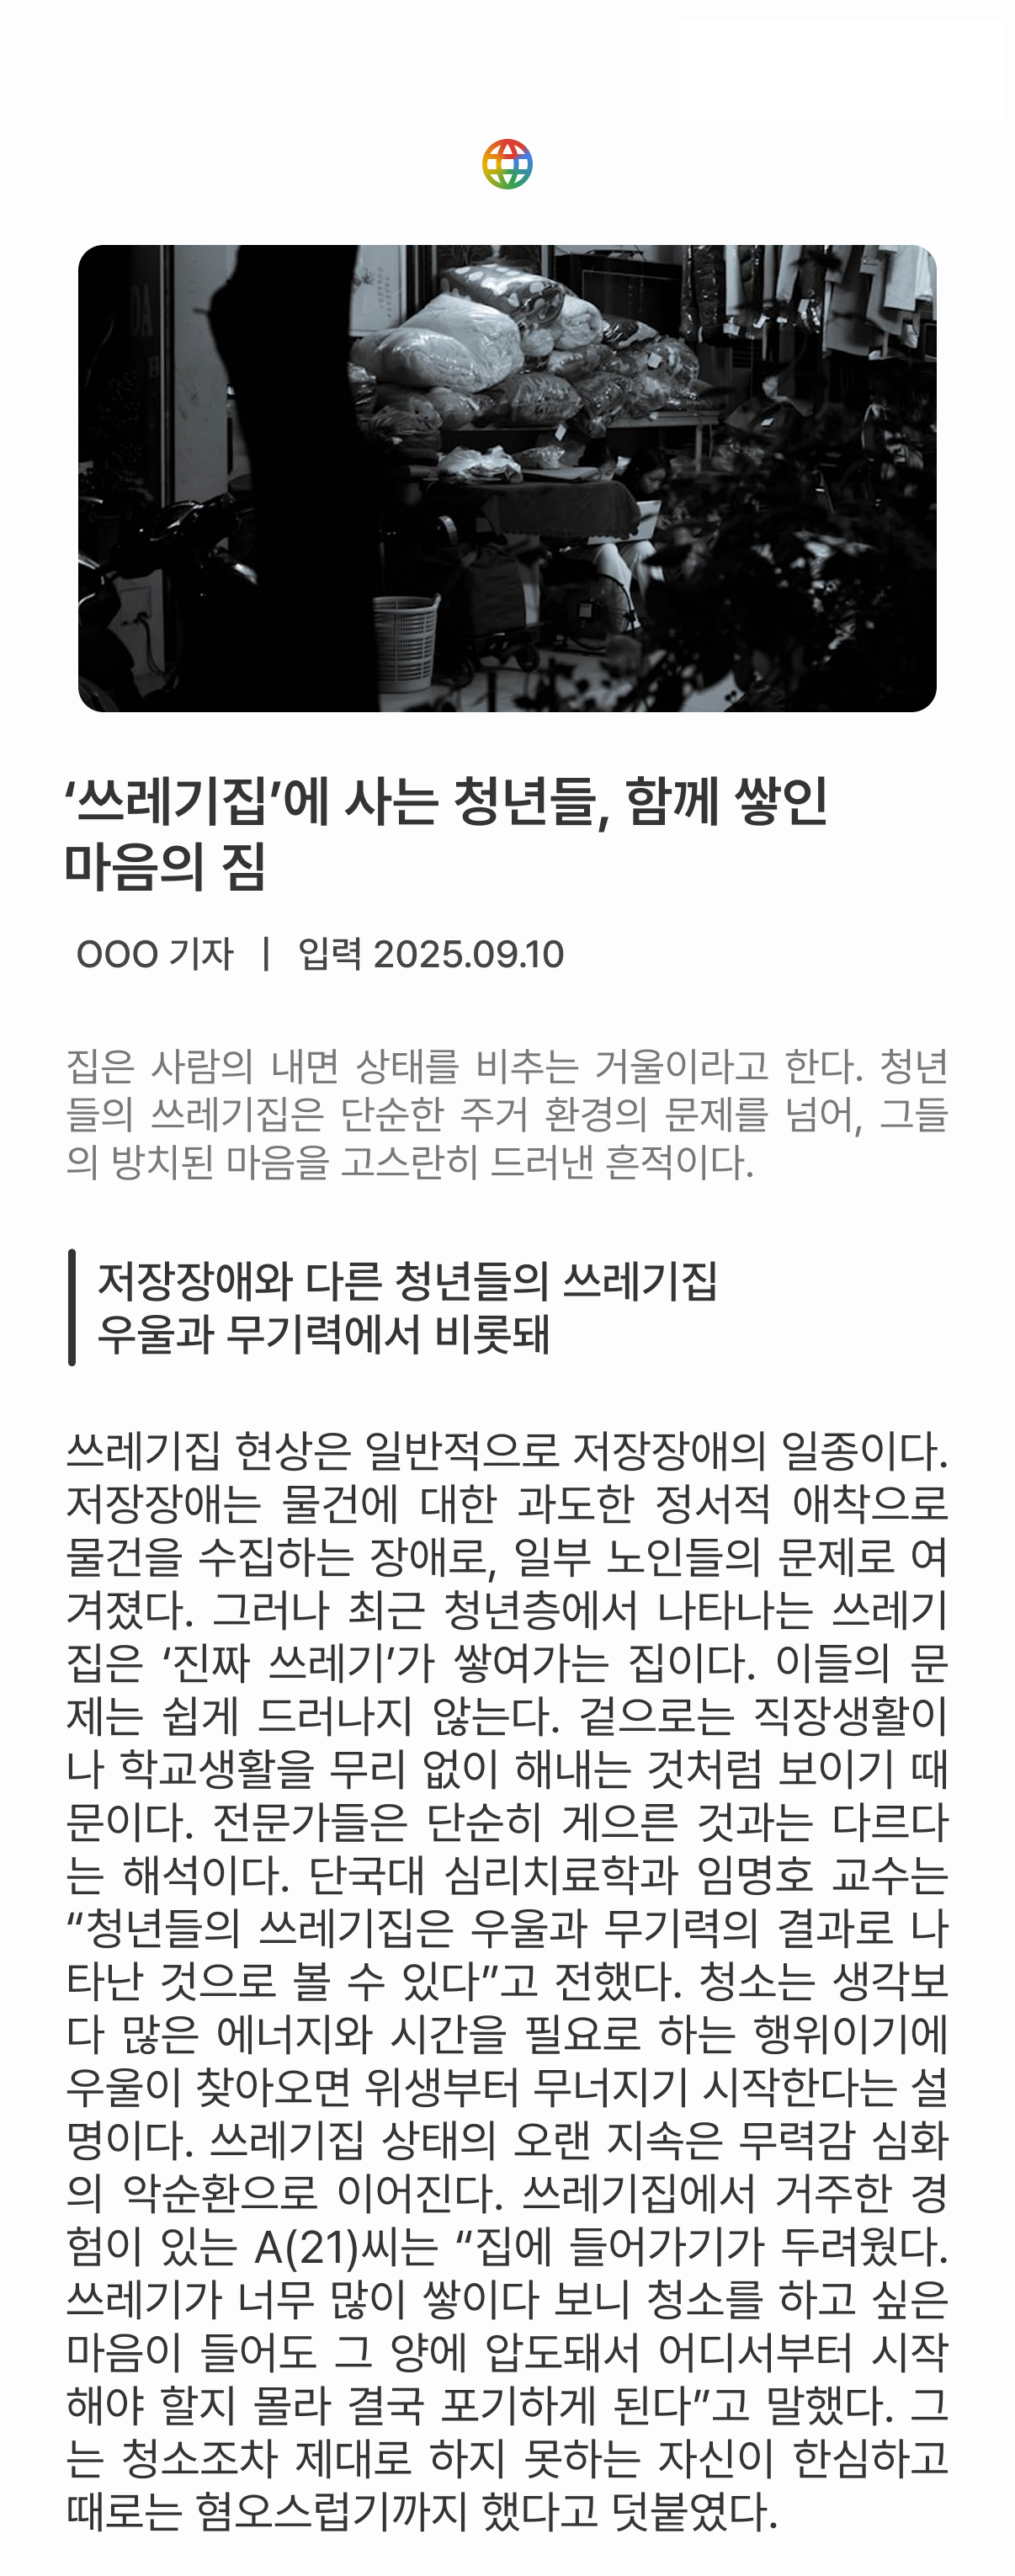 ‘쓰레기집’에 사는 청년들, 함께 쌓인
마음의 짐
OOO 기자 | 입력 2025.09.10
집은 사람의 내면 상태를 비추는 거울이라고 한다. 청년
들의 쓰레기집은 단순한 주거 환경의 문제를 넘어, 그들
의 방치된 마음을 고스란히 드러낸 흔적이다.
저장장애와 다른 청년들의 쓰레기집
우울과 무기력에서 비롯돼
쓰레기집 현상은 일반적으로 저장장애의 일종이다.
저장장애는 물건에 대한 과도한 정서적 애착으로
물건을 수집하는 장애로, 일부 노인들의 문제로 여
겨졌다. 그러나 최근 청년층에서 나타나는 쓰레기
집은 ‘진짜 쓰레기’가 쌓여가는 집이다. 이들의 문
제는 쉽게 드러나지 않는다. 겉으로는 직장생활이
나 학교생활을 무리 없이 해내는 것처럼 보이기 때
문이다. 전문가들은 단순히 게으른 것과는 다르다
는 해석이다. 단국대 심리치료학과 임명호 교수는
“청년들의 쓰레기집은 우울과 무기력의 결과로 나
타난 것으로 볼 수 있다”고 전했다. 청소는 생각보
다 많은 에너지와 시간을 필요로 하는 행위이기에
우울이 찾아오면 위생부터 무너지기 시작한다는 설
명이다. 쓰레기집 상태의 오랜 지속은 무력감 심화
의 악순환으로 이어진다. 쓰레기집에서 거주한 경
험이 있는 A(21)씨는 “집에 들어가기가 두려웠다.
쓰레기가 너무 많이 쌓이다 보니 청소를 하고 싶은
마음이 들어도 그 양에 압도돼서 어디서부터 시작
해야 할지 몰라 결국 포기하게 된다”고 말했다. 그
는 청소조차 제대로 하지 못하는 자신이 한심하고
때로는 혐오스럽기까지 했다고 덧붙였다.